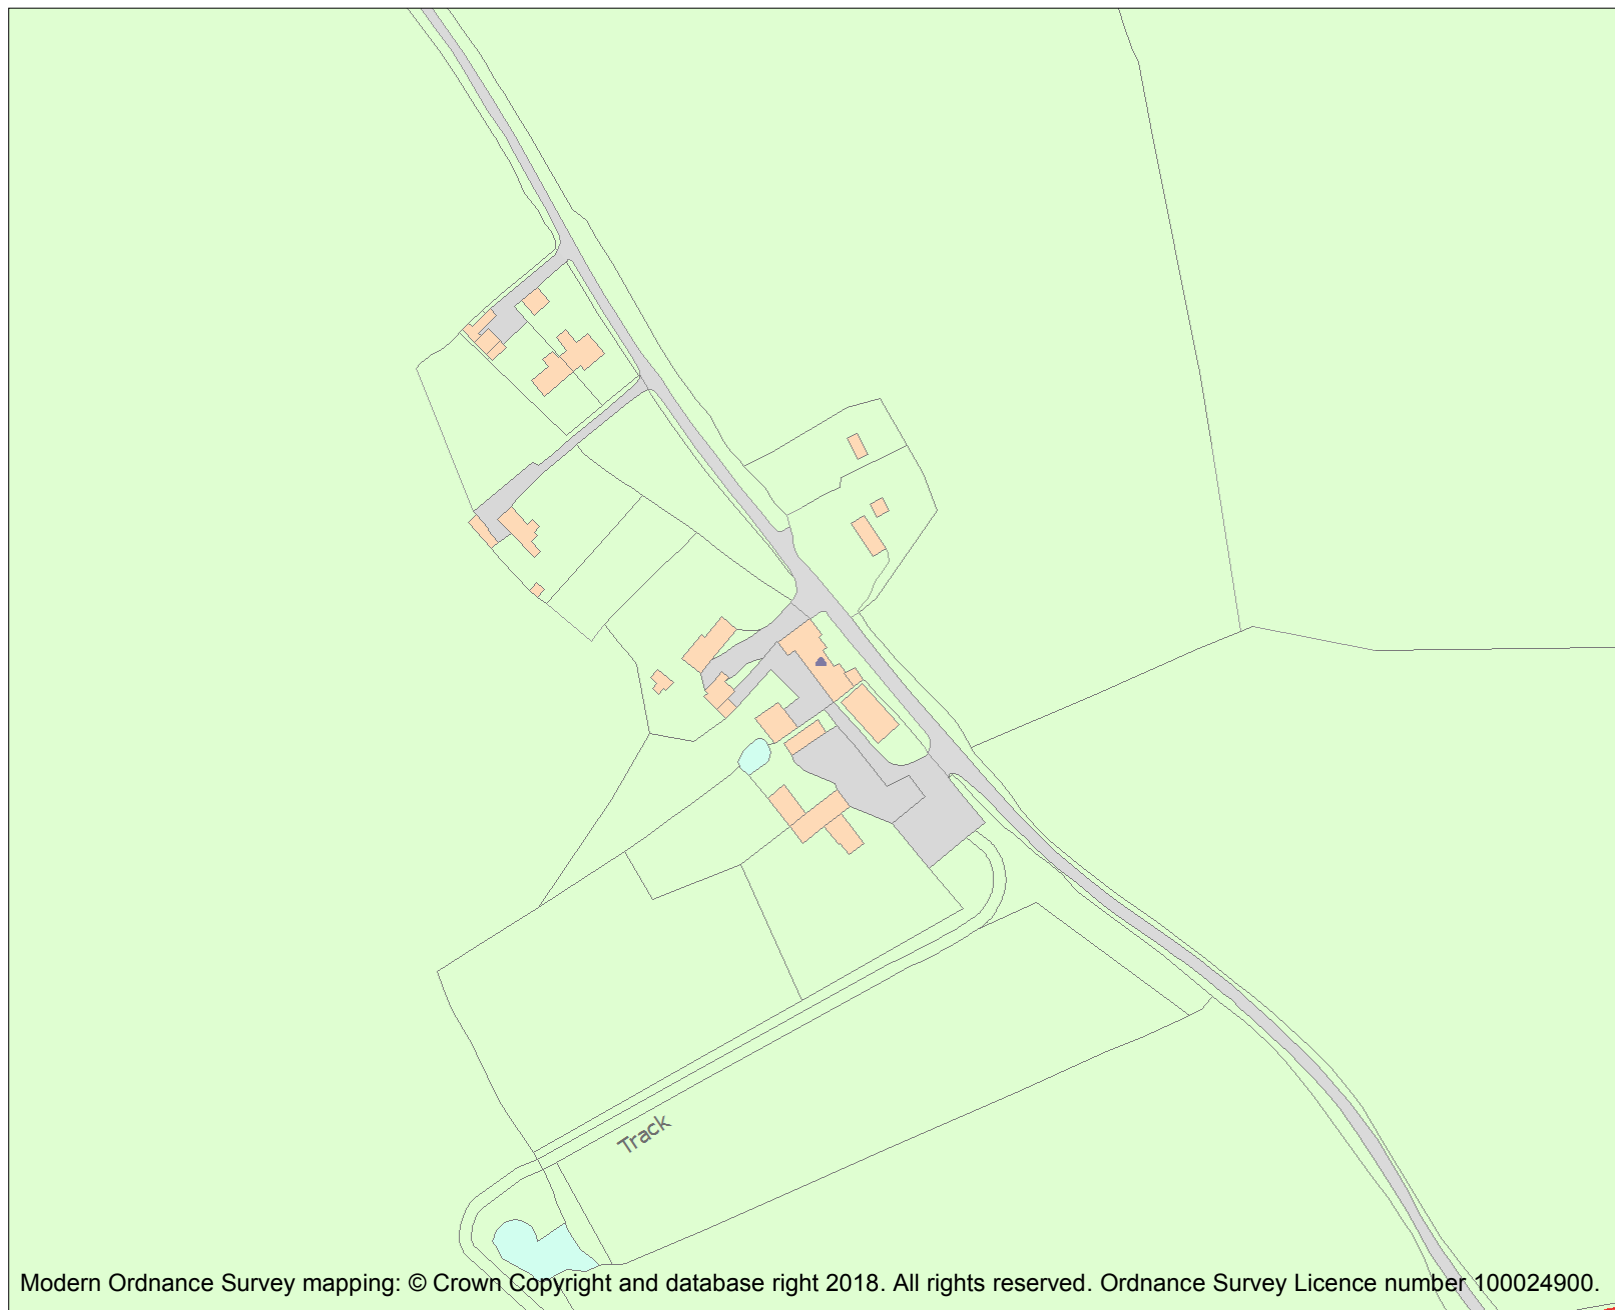 Track
Modern Ordnance Survey mapping: © Crown Copyright and database right 2018. All rights reserved. Ordnance Survey Licence number 100024900.